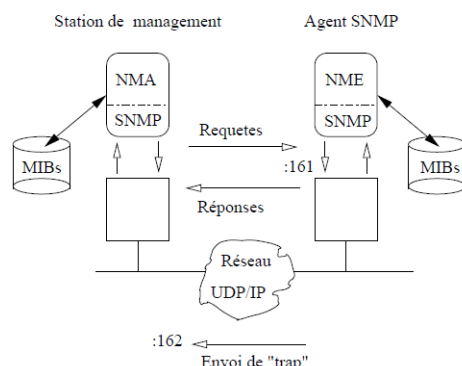 Station de management
Agent SNMP
NMA
SNMP
NME
SNMP
MIBs
MIBs
Requetes
:161
Réponses
Réseau
UDP/IP
:162
Envoi de "trap"